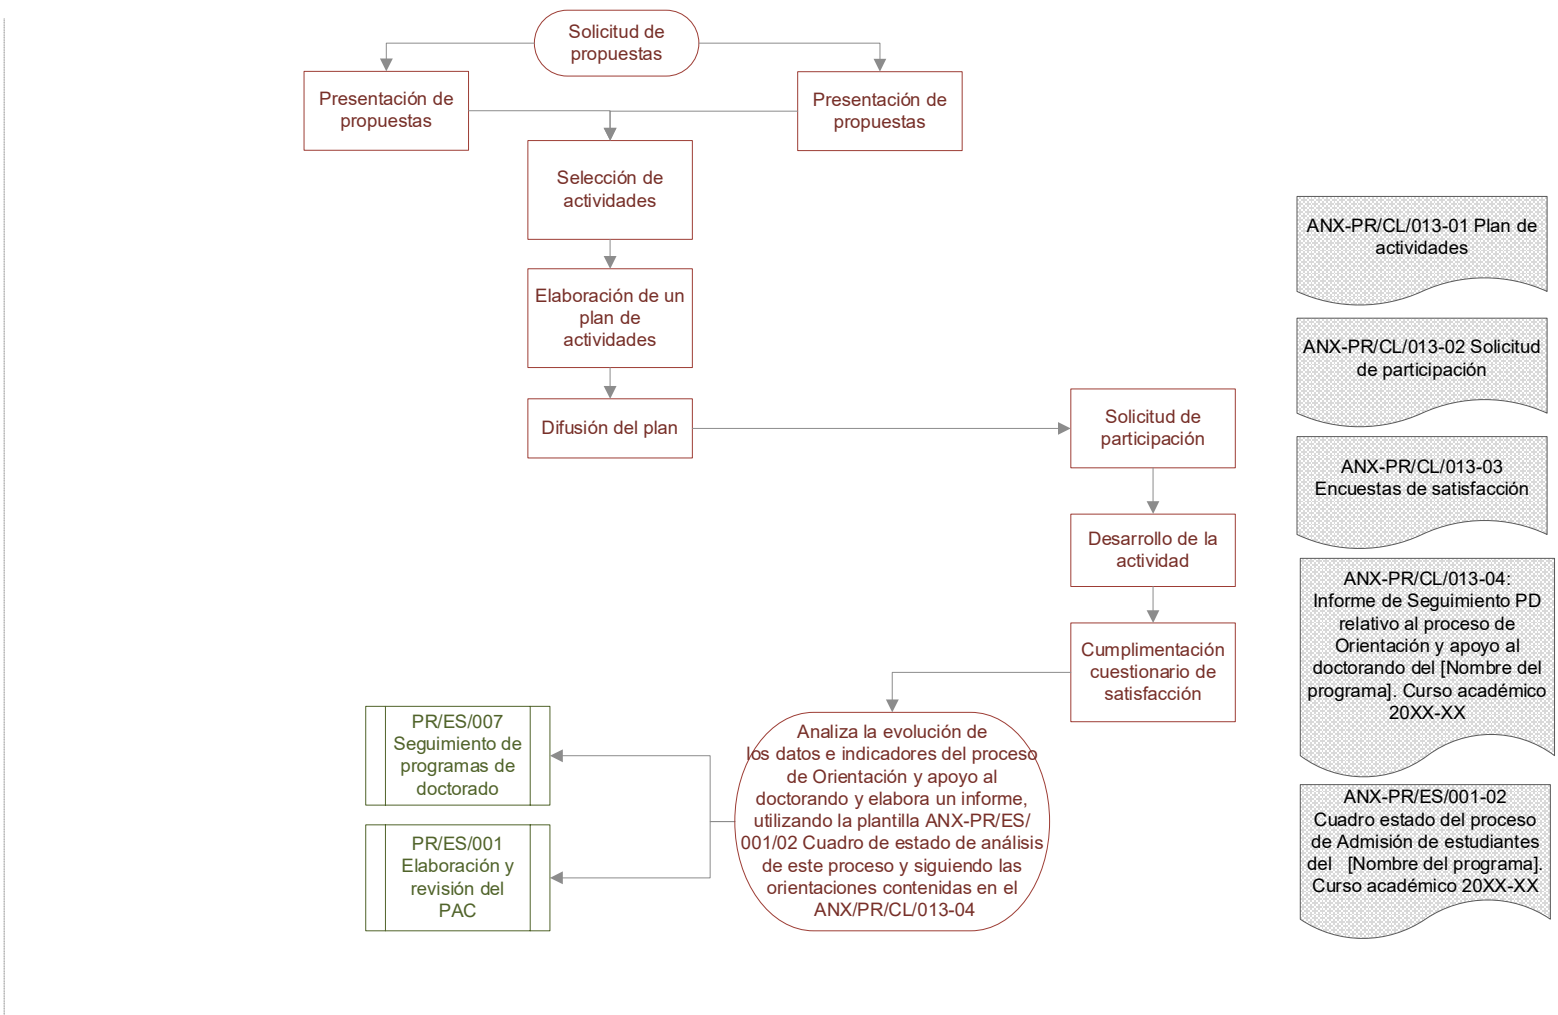 Solicitud de
propuestas
Presentación de
propuestas
Presentación de
propuestas
Selección de
actividades
Elaboración de un
plan de
actividades
Difusión del plan
Solicitud de
participación
Desarrollo de la
actividad
Cumplimentación
cuestionario de
satisfacción
Analiza la evolución de
los datos e indicadores del proceso
de Orientación y apoyo al
doctorando y elabora un informe,
utilizando la plantilla ANX-PR/ES/
001/02 Cuadro de estado de análisis
de este proceso y siguiendo las
orientaciones contenidas en el
ANX/PR/CL/013-04
PR/ES/007
Seguimiento de
programas de
doctorado
PR/ES/001
Elaboración y
revisión del
PAC
ANX-PR/CL/013-01 Plan de
actividades
ANX-PR/CL/013-02 Solicitud
de participación
ANX-PR/CL/013-03
Encuestas de satisfacción
ANX-PR/CL/013-04:
Informe de Seguimiento PD
relativo al proceso de
Orientación y apoyo al
doctorando del [Nombre del
programa]. Curso académico
20XX-XX
ANX-PR/ES/001-02
Cuadro estado del proceso
de Admisión de estudiantes
del [Nombre del programa].
Curso académico 20XX-XX